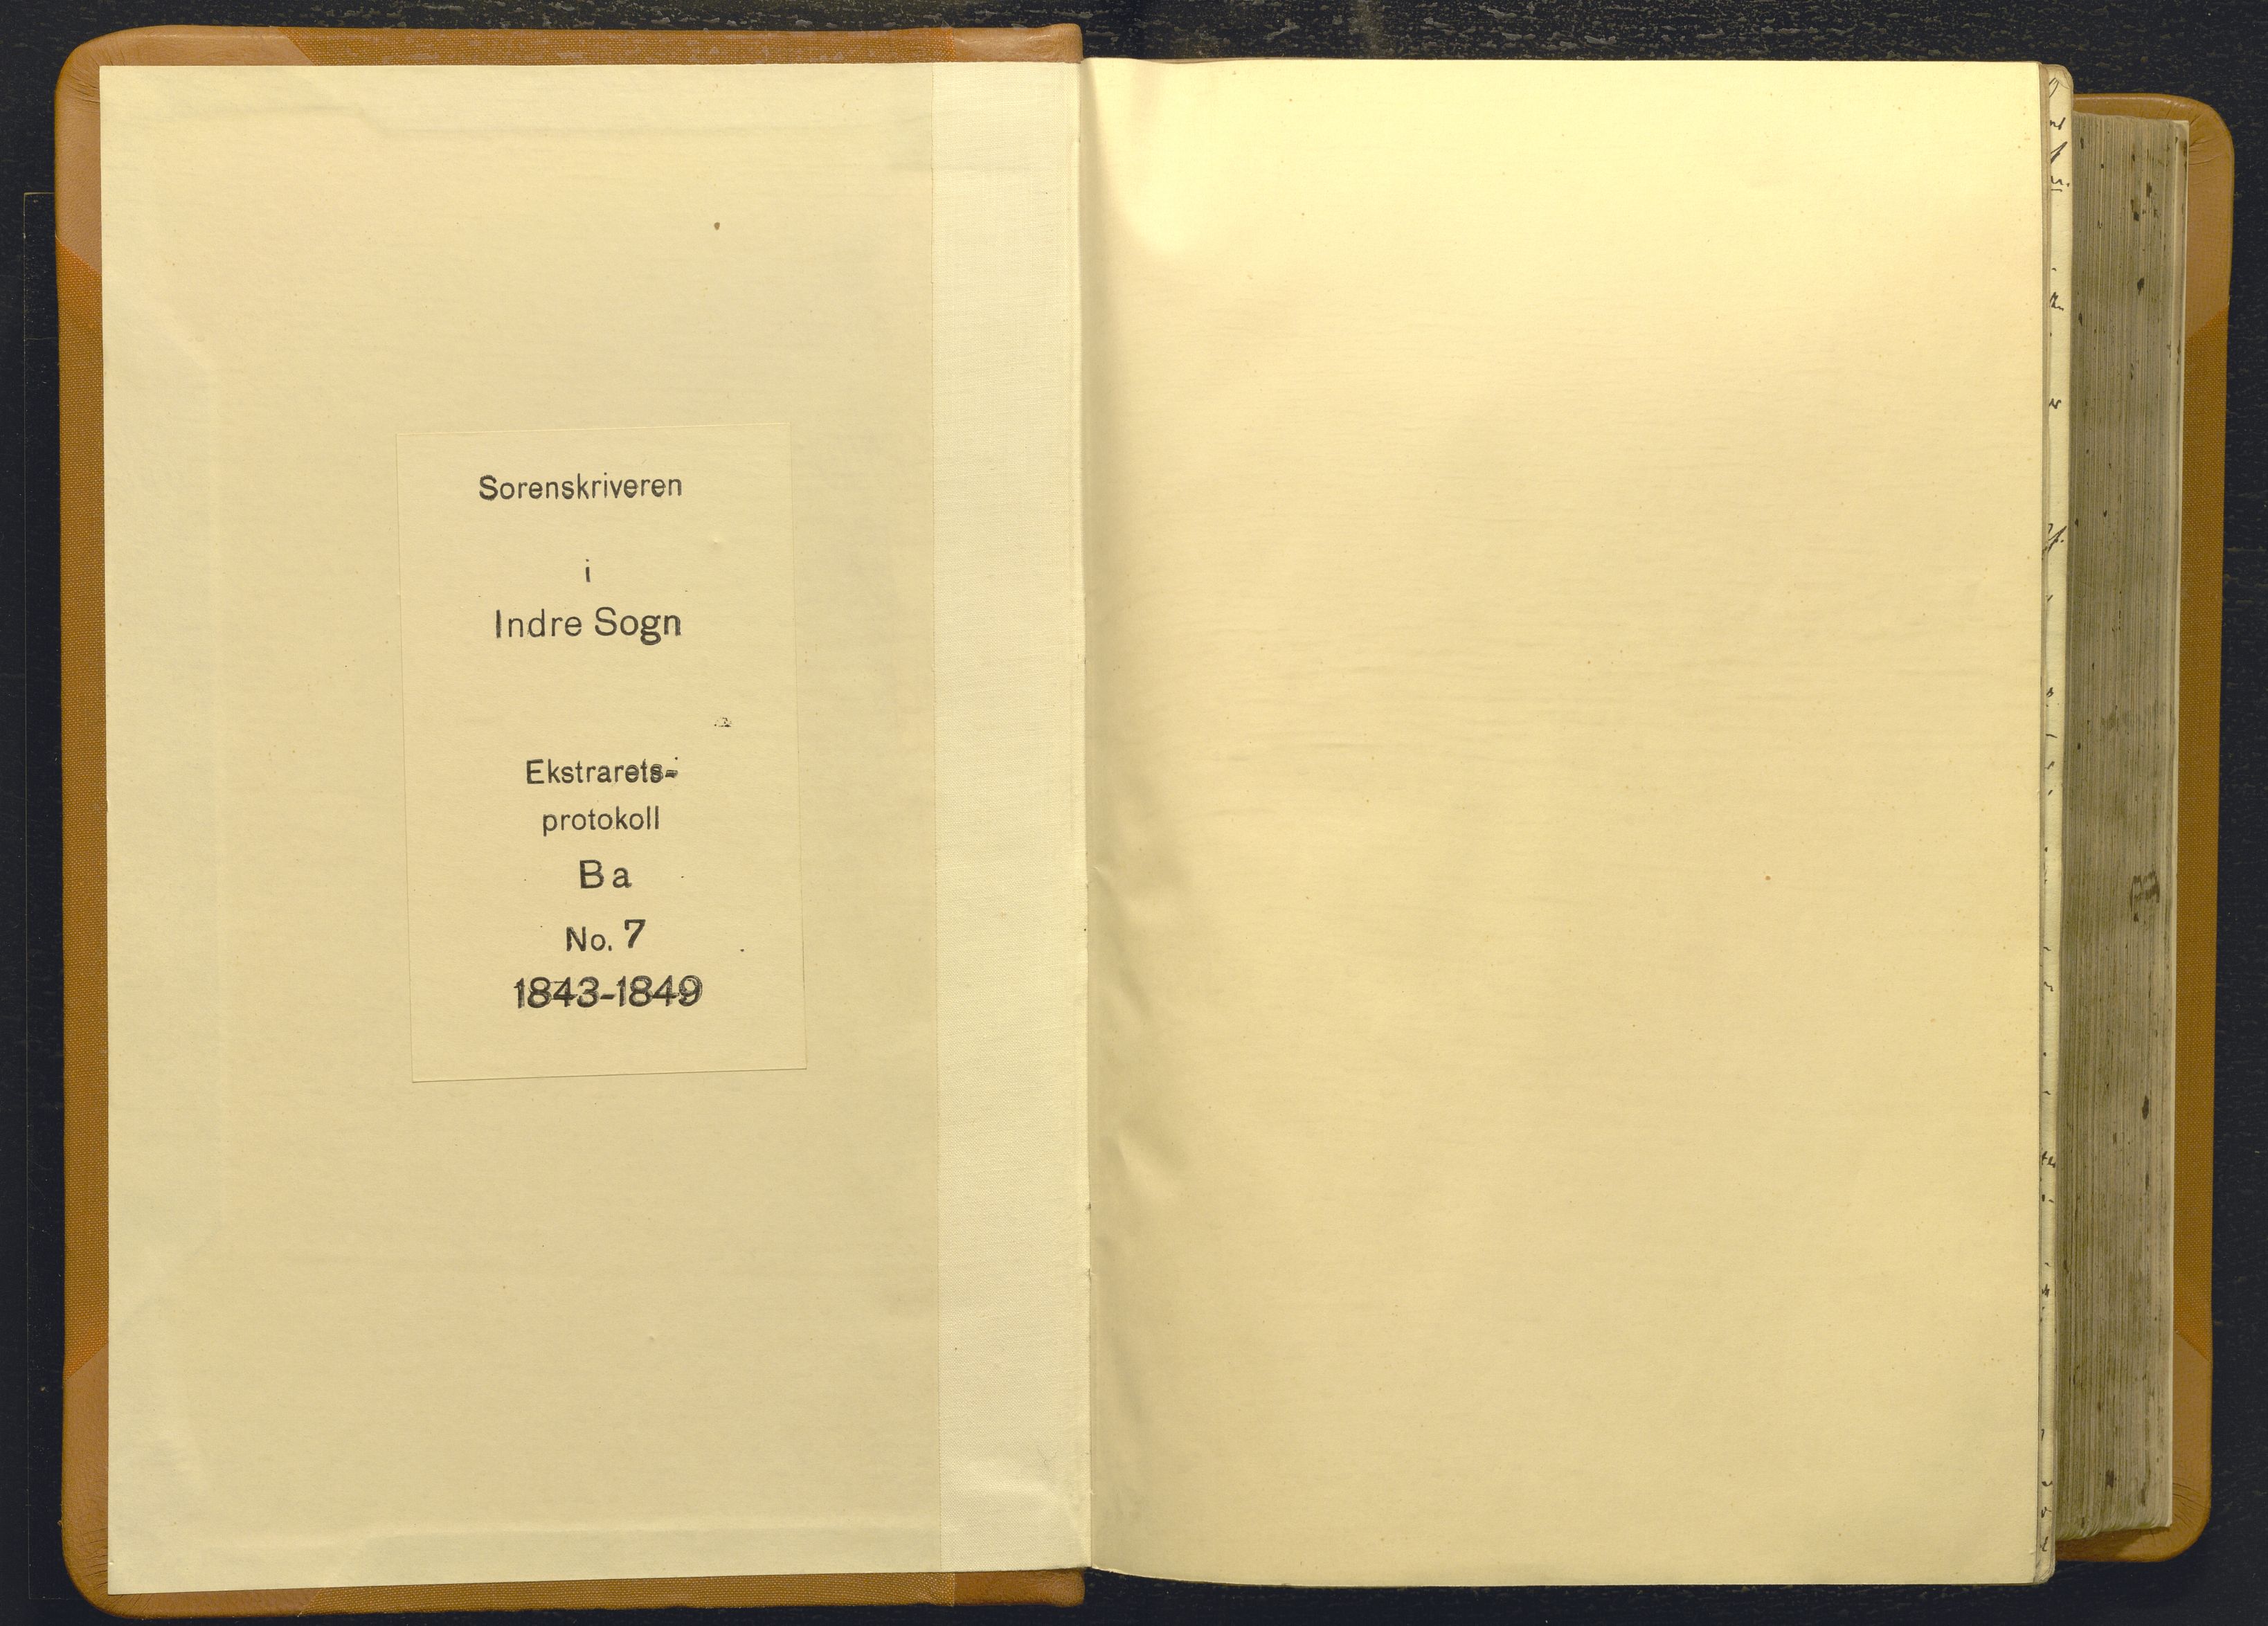 Sorenskriveren
i
Indre Sogn
Ekstrarets-
protokoll
Ba
No. 7
1843-1849